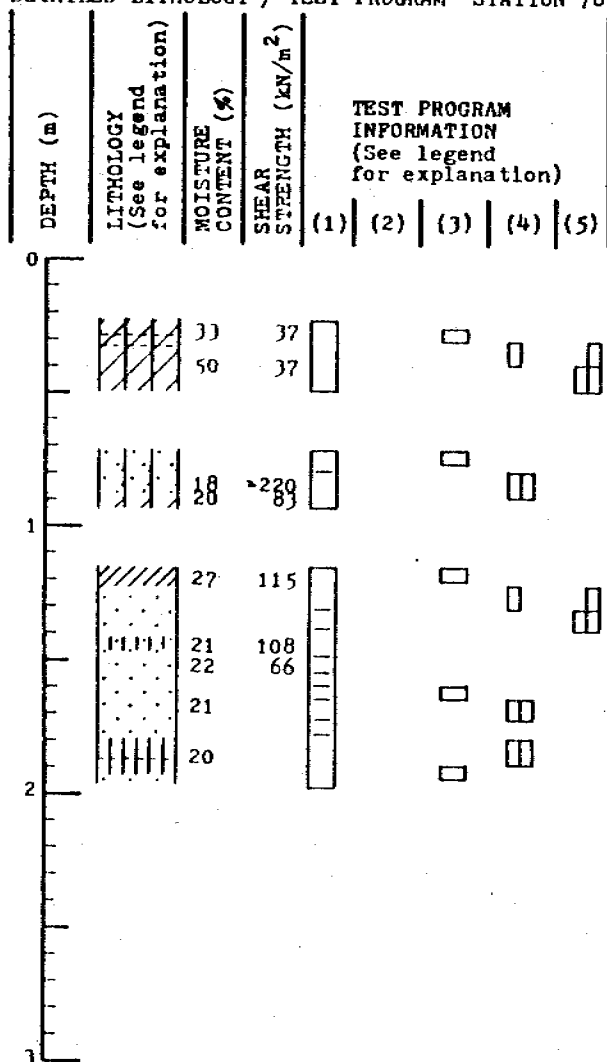 DETAILED LITHOLOGY / TEST PROGRAM STATION
DEPTH (m)
LITHOLOGY
(See legend
for explanation)
MOISTURE
CONTENT (%)
SHEAR
STRENGTH (kN/m2)
TEST PROGRAM
INFORMATION
(See legend
for explanation)
(1) (2) (3) (4) (5)
0
33 37
50 37
18 220
20 83
1
27 115
21 108
22 66
21
20
2
3